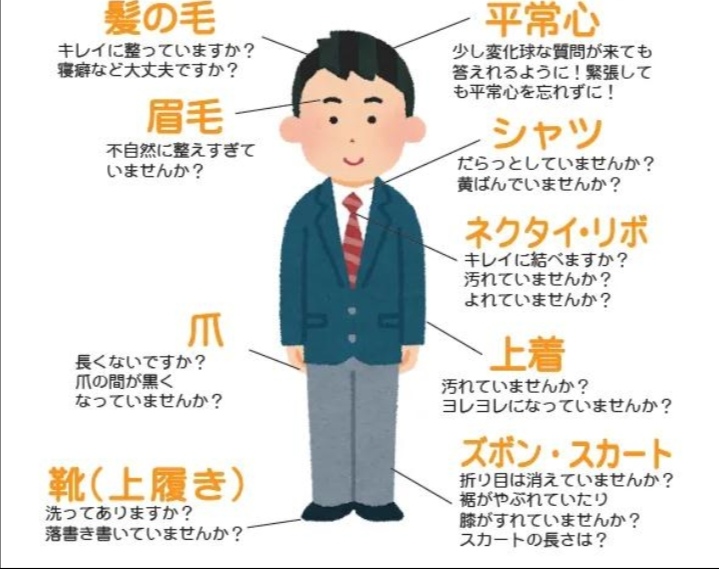 髪の毛
キレイに整っていますか？
寝癖など大丈夫ですか？
眉毛
不自然に整えすぎて
いませんか？
爪
長くないですか？
爪の間が黒く
なっていませんか？
靴(上履き)
洗ってありますか？
落書き書いていませんか？
平常心
少し変化球な質問が来ても
答えれるように！緊張して
も平常心を忘れずに！
シャツ
だらっとしていませんか？
黄ばんでいませんか？
ネクタイ・リボ
キレイに結べますか？
汚れていませんか？
よれていませんか？
上着
汚れていませんか？
ヨレヨレになっていませんか？
ズボン・スカート
折り目は消えていませんか？
裾がやぶれていたり
膝がすれていませんか？
スカートの長さは？